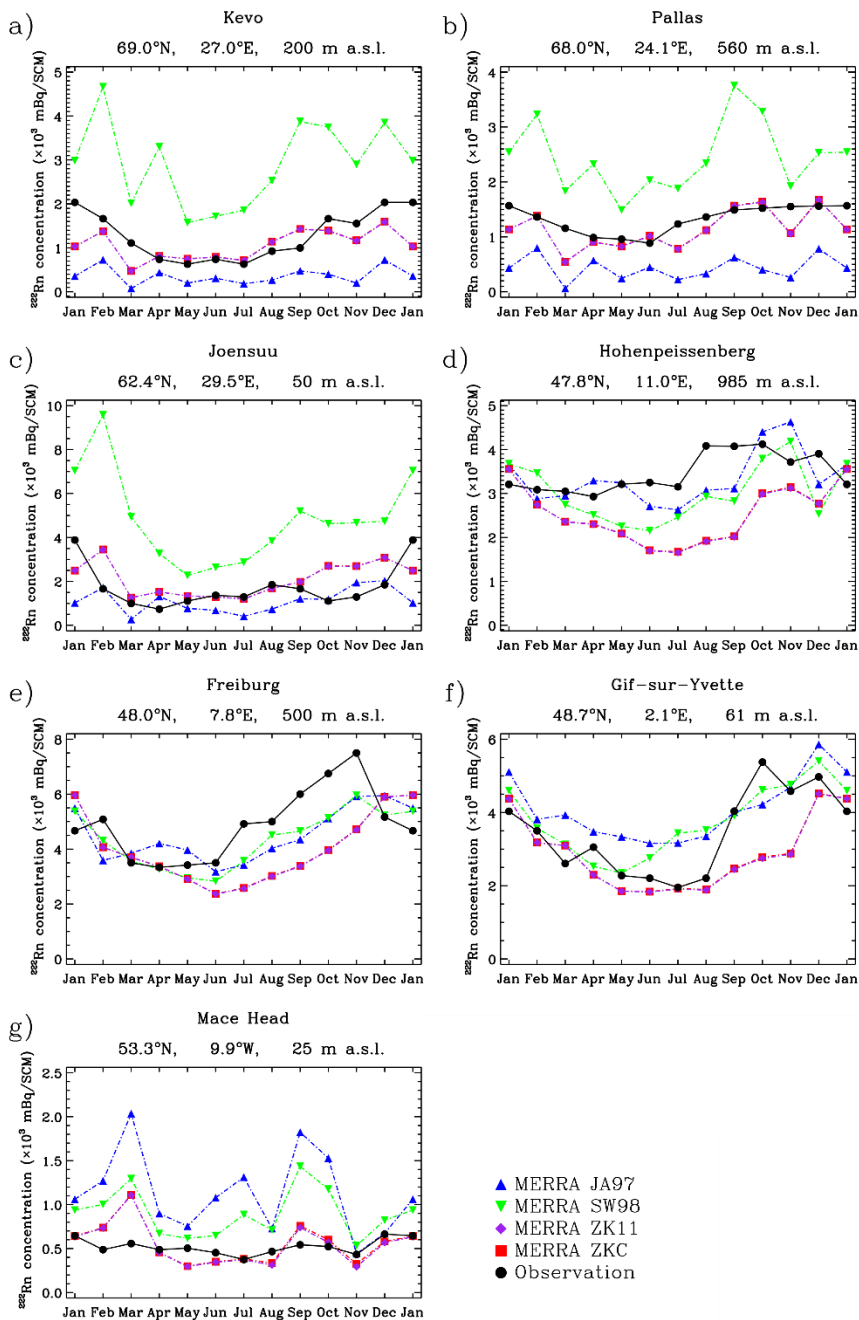 a)
Kevo
69.0°N, 27.0°E, 200 m a.s.l.
²²²Rn concentration (×10³ mBq/SCM)
5
4
3
2
1
0
Jan Feb Mar Apr May Jun Jul Aug Sep Oct Nov Dec Jan
b)
Pallas
68.0°N, 24.1°E, 560 m a.s.l.
²²²Rn concentration (×10³ mBq/SCM)
4
3
2
1
0
Jan Feb Mar Apr May Jun Jul Aug Sep Oct Nov Dec Jan
c)
Joensuu
62.4°N, 29.5°E, 50 m a.s.l.
²²²Rn concentration (×10³ mBq/SCM)
10
8
6
4
2
0
Jan Feb Mar Apr May Jun Jul Aug Sep Oct Nov Dec Jan
d)
Hohenpeissenberg
47.8°N, 11.0°E, 985 m a.s.l.
²²²Rn concentration (×10³ mBq/SCM)
5
4
3
2
1
0
Jan Feb Mar Apr May Jun Jul Aug Sep Oct Nov Dec Jan
e)
Freiburg
48.0°N, 7.8°E, 500 m a.s.l.
²²²Rn concentration (×10³ mBq/SCM)
8
6
4
2
0
Jan Feb Mar Apr May Jun Jul Aug Sep Oct Nov Dec Jan
f)
Gif-sur-Yvette
48.7°N, 2.1°E, 61 m a.s.l.
²²²Rn concentration (×10³ mBq/SCM)
6
4
2
0
Jan Feb Mar Apr May Jun Jul Aug Sep Oct Nov Dec Jan
g)
Mace Head
53.3°N, 9.9°W, 25 m a.s.l.
²²²Rn concentration (×10³ mBq/SCM)
2.5
2.0
1.5
1.0
0.5
0.0
Jan Feb Mar Apr May Jun Jul Aug Sep Oct Nov Dec Jan
MERRA JA97
MERRA SW98
MERRA ZK11
MERRA ZKC
Observation